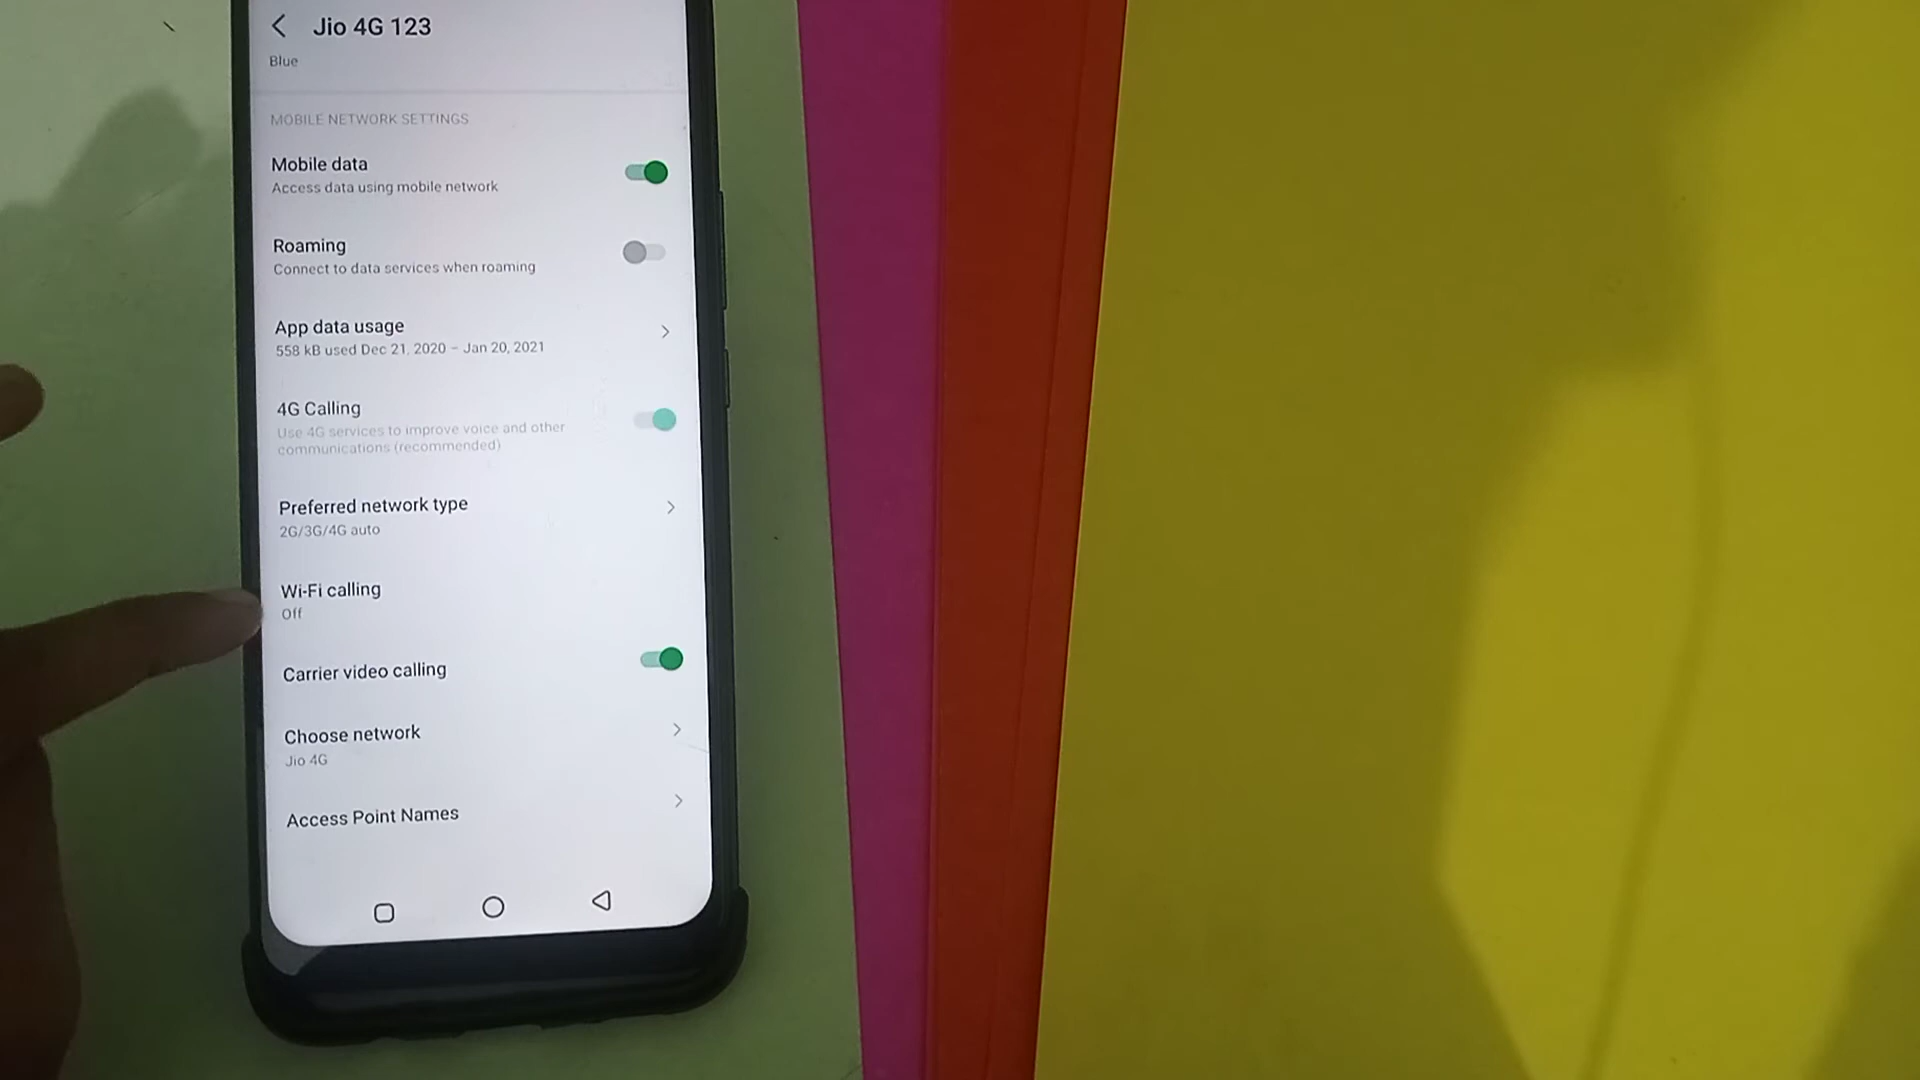 Jio 4G 123
Blue
MOBILE NETWORK SETTINGS
Mobile data
Access data using mobile network
Roaming
Connect to data services when roaming
App data usage
558 kB used Dec 21, 2020 – Jan 20, 2021
4G Calling
Use 4G services to improve voice and other
communications (recommended)
Preferred network type
2G/3G/4G auto
Wi-Fi calling
Off
Carrier video calling
Choose network
Jio 4G
Access Point Names